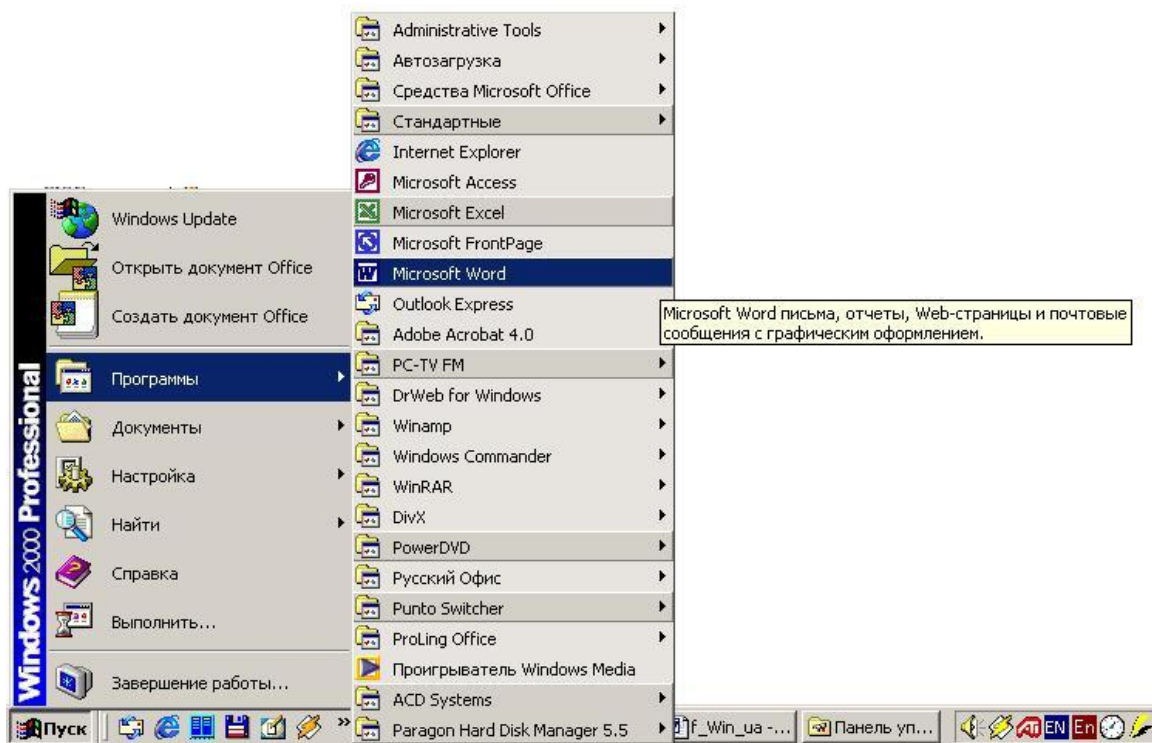 Administrative Tools
Автозагрузка
Средства Microsoft Office
Стандартные
Internet Explorer
Microsoft Access
Microsoft Excel
Microsoft FrontPage
Microsoft Word
Outlook Express
Adobe Acrobat 4.0
PC-TV FM
DrWeb for Windows
Winamp
Windows Commander
WinRAR
DivX
PowerDVD
Русский Офис
Punto Switcher
ProLing Office
Проигрыватель Windows Media
ACD Systems
Paragon Hard Disk Manager 5.5
Microsoft Word письма, отчеты, Web-страницы и почтовые
сообщения с графическим оформлением.
Windows Update
Открыть документ Office
Создать документ Office
Программы
Документы
Настройка
Найти
Справка
Выполнить...
Завершение работы...
Windows 2000 Professional
Пуск
»
f_Win_ua -...
Панель уп...
EN
En